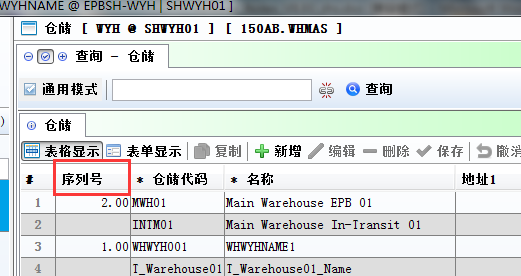 WYHNAME @ EPBSH-WYH | SHWYH01 ]
仓储 [ WYH @ SHWYH01 ] [ 150AB.WHMAS ]
查询 - 仓储
通用模式 查询
仓储
表格显示 表单显示 复制 新增 编辑 删除 保存 撤消
# 序列号 * 仓储代码 * 名称 地址1
1 2.00 MWH01 Main Warehouse EPB 01
2 INTM01 Main Warehouse In-Transit 01
3 1.00 WHWYH001 WHWYHNAME1
4 T_Warehouse01 T_Warehouse01_Name